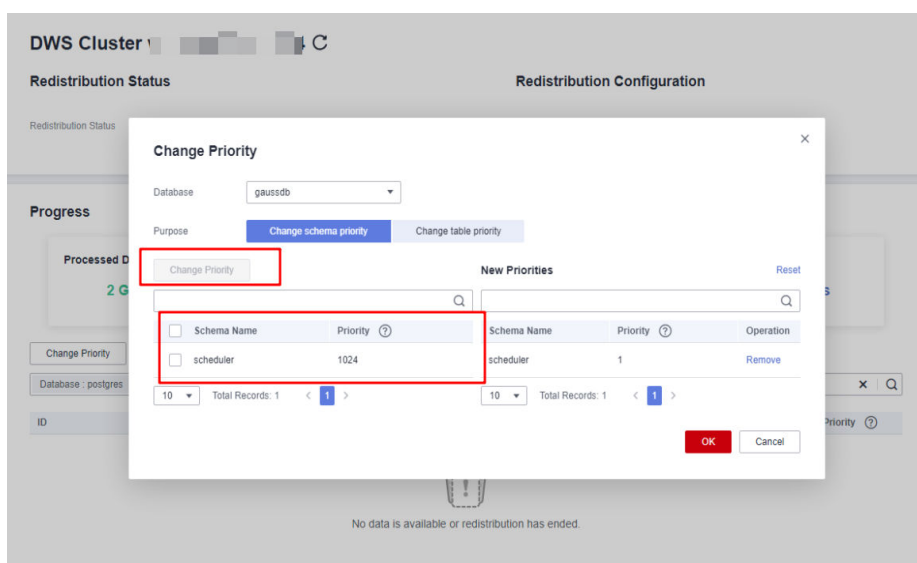 DWS Cluster
Redistribution Status
Redistribution Configuration
Redistribution Status
Change Priority
Database
gaussdb
Purpose
Change schema priority
Change table priority
Progress
Processed D
2 G
s
Change Priority
New Priorities
Reset
Schema Name
Priority ?
Schema Name
Priority ?
Operation
scheduler
1024
scheduler
1
Remove
10
Total Records: 1
< 1 >
10
Total Records: 1
< 1 >
OK
Cancel
Change Priority
Database : postgres
ID
Priority ?
No data is available or redistribution has ended.